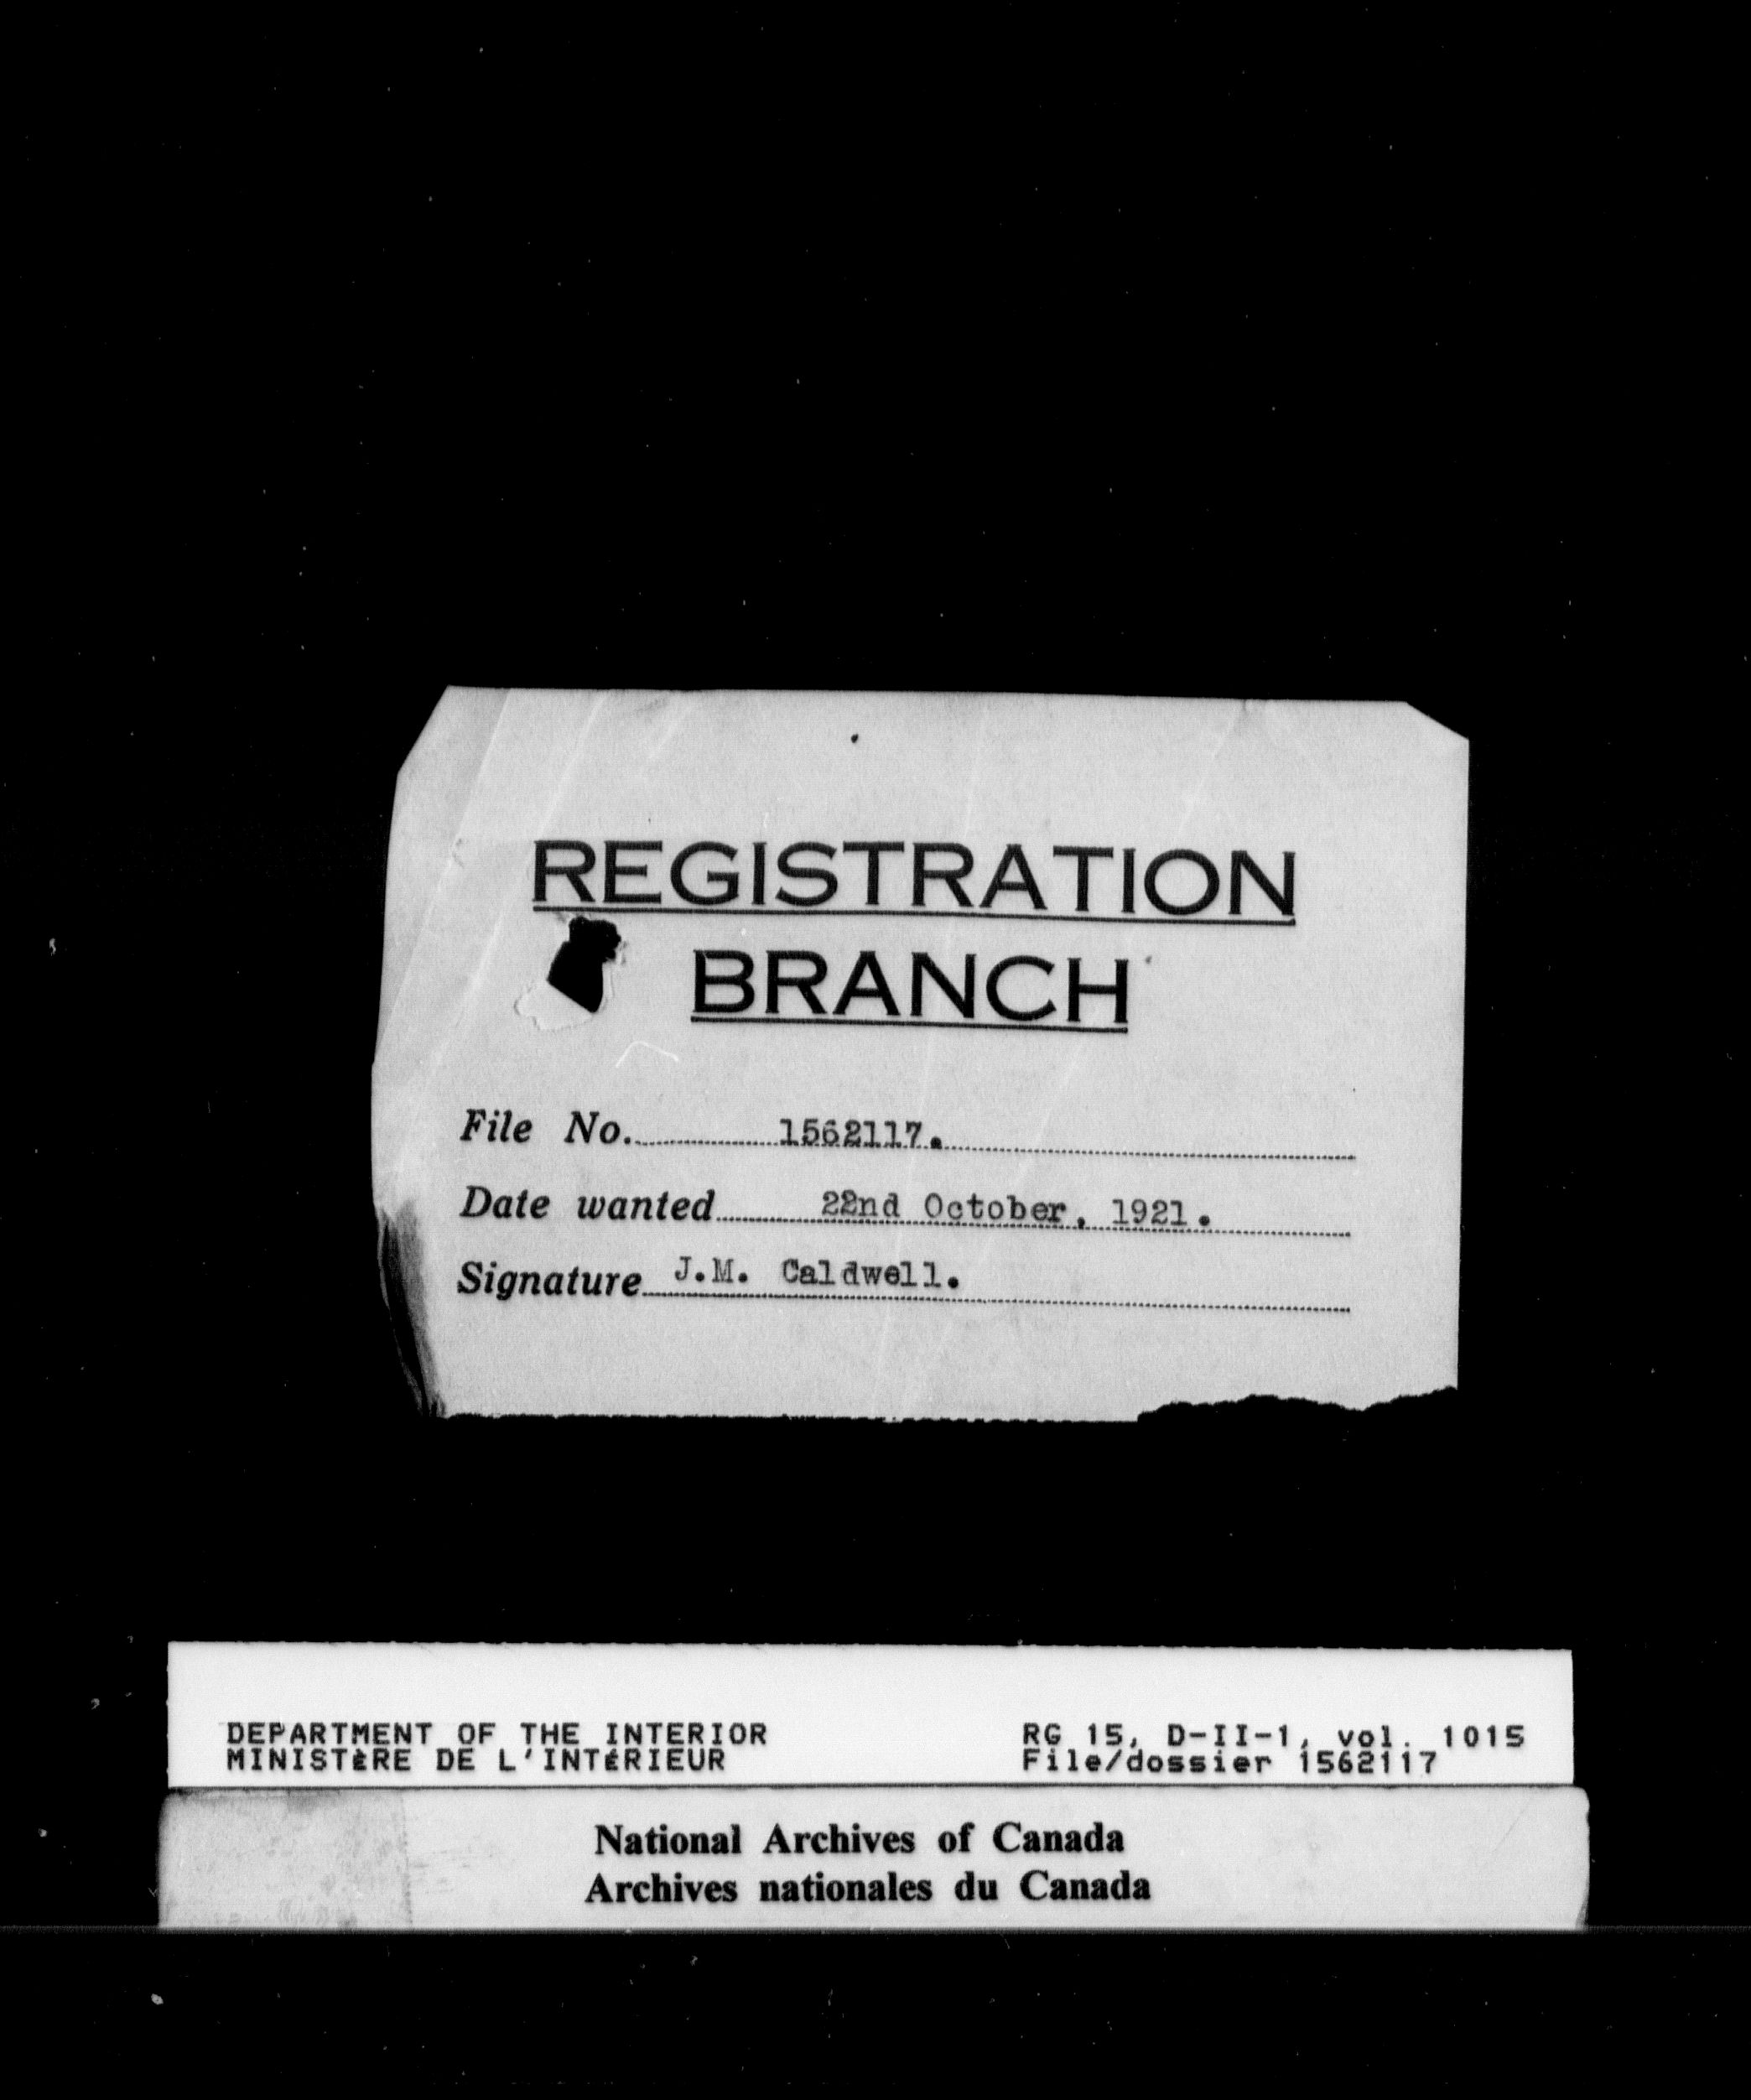 REGISTRATION
BRANCH
File No. 1562117.
Date wanted 22nd October, 1921.
Signature J.M. Caldwell.
DEPARTMENT OF THE INTERIOR
MINISTèRE DE L'INTéRIEUR
RG 15, D-II-1, vol. 1015
File/dossier 1562117
National Archives of Canada
Archives nationales du Canada